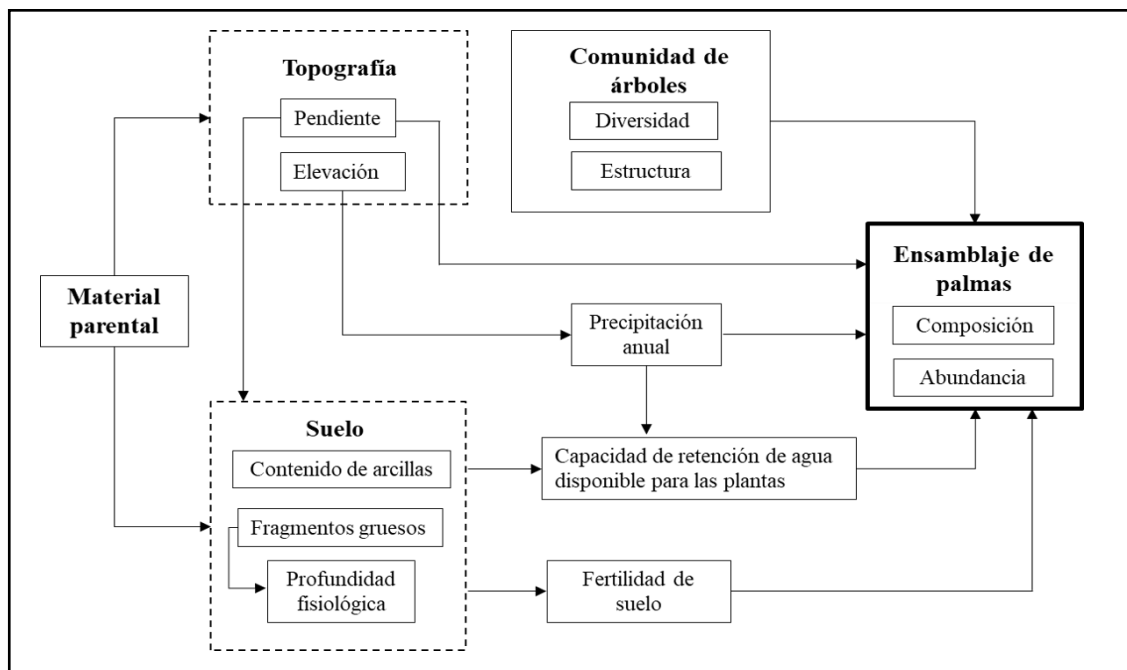 Topografía
Pendiente
Elevación
Comunidad de
árboles
Diversidad
Estructura
Material
parental
Ensamblaje de
palmas
Composición
Abundancia
Precipitación
anual
Suelo
Contenido de arcillas
Fragmentos gruesos
Profundidad
fisiológica
Capacidad de retención de agua
disponible para las plantas
Fertilidad de
suelo